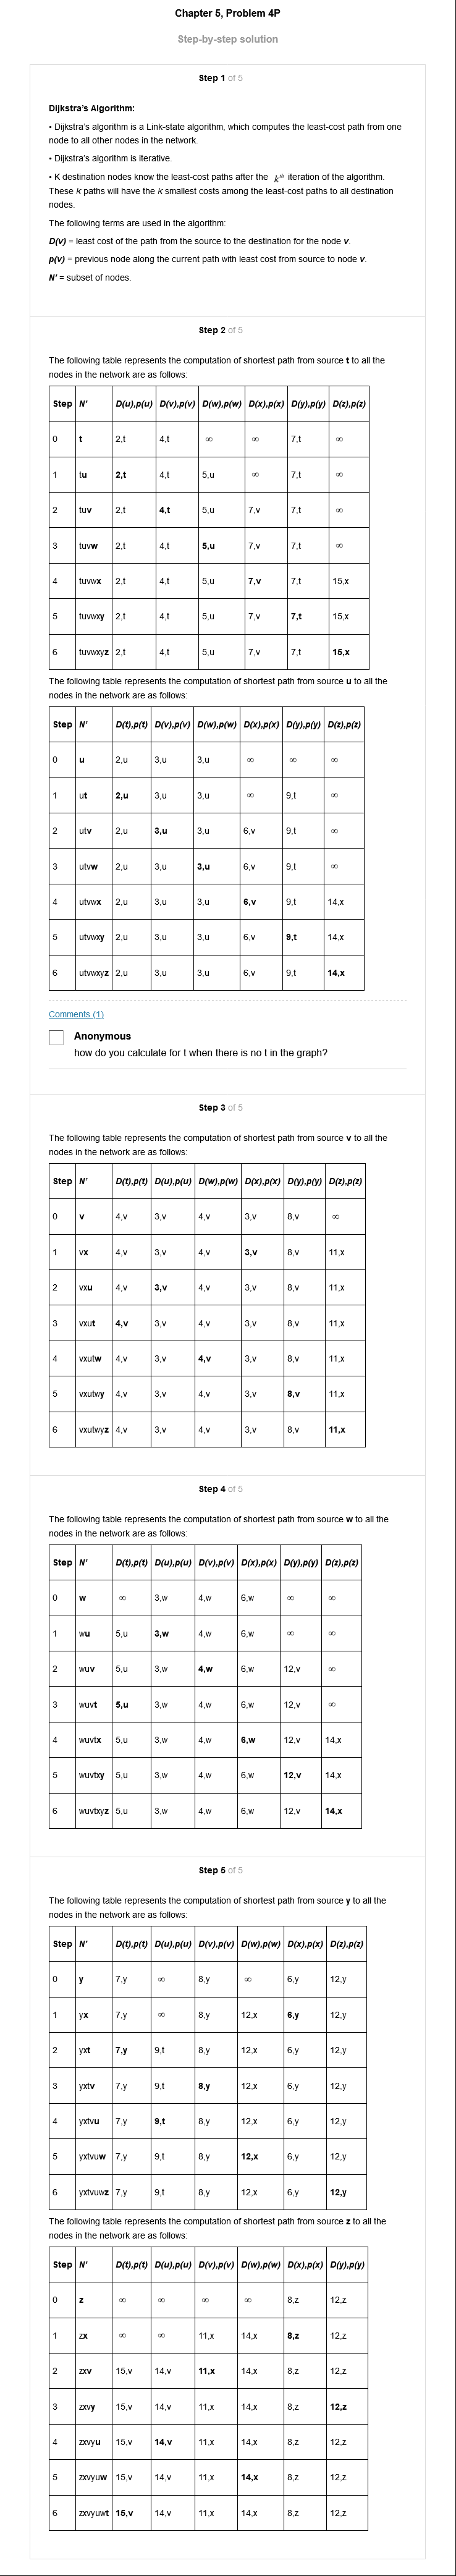 Chapter 5, Problem 4P
Step-by-step solution
Step 1 of 5
Dijkstra's Algorithm:
• Dijkstra's algorithm is a Link-state algorithm, which computes the least-cost path from one
node to all other nodes in the network.
• Dijkstra's algorithm is iterative.
• K destination nodes know the least-cost paths after the kth iteration of the algorithm.
These k paths will have the k smallest costs among the least-cost paths to all destination
nodes.
The following terms are used in the algorithm:
D(v) = least cost of the path from the source to the destination for the node v.
p(v) = previous node along the current path with least cost from source to node v.
N' = subset of nodes.
Step 2 of 5
The following table represents the computation of shortest path from source t to all the
nodes in the network are as follows:
Step N' D(u),p(u) D(v),p(v) D(w),p(w) D(x),p(x) D(y),p(y) D(z),p(z)
0 t 2,t 4,t ∞ ∞ 7,t ∞
1 tu 2,t 4,t 5,u ∞ 7,t ∞
2 tuv 2,t 4,t 5,u 7,v 7,t ∞
3 tuvw 2,t 4,t 5,u 7,v 7,t ∞
4 tuvwx 2,t 4,t 5,u 7,v 7,t 15,x
5 tuvwxy 2,t 4,t 5,u 7,v 7,t 15,x
6 tuvwxyz 2,t 4,t 5,u 7,v 7,t 15,x
The following table represents the computation of shortest path from source u to all the
nodes in the network are as follows:
Step N' D(t),p(t) D(v),p(v) D(w),p(w) D(x),p(x) D(y),p(y) D(z),p(z)
0 u 2,u 3,u 3,u ∞ ∞ ∞
1 ut 2,u 3,u 3,u ∞ 9,t ∞
2 utv 2,u 3,u 3,u 6,v 9,t ∞
3 utvw 2,u 3,u 3,u 6,v 9,t ∞
4 utvwx 2,u 3,u 3,u 6,v 9,t 14,x
5 utvwxy 2,u 3,u 3,u 6,v 9,t 14,x
6 utvwxyz 2,u 3,u 3,u 6,v 9,t 14,x
Comments (1)
Anonymous
how do you calculate for t when there is no t in the graph?
Step 3 of 5
The following table represents the computation of shortest path from source v to all the
nodes in the network are as follows:
Step N' D(t),p(t) D(u),p(u) D(w),p(w) D(x),p(x) D(y),p(y) D(z),p(z)
0 v 4,v 3,v 4,v 3,v 8,v ∞
1 vx 4,v 3,v 4,v 3,v 8,v 11,x
2 vxu 4,v 3,v 4,v 3,v 8,v 11,x
3 vxut 4,v 3,v 4,v 3,v 8,v 11,x
4 vxutw 4,v 3,v 4,v 3,v 8,v 11,x
5 vxutwy 4,v 3,v 4,v 3,v 8,v 11,x
6 vxutwyz 4,v 3,v 4,v 3,v 8,v 11,x
Step 4 of 5
The following table represents the computation of shortest path from source w to all the
nodes in the network are as follows:
Step N' D(t),p(t) D(u),p(u) D(v),p(v) D(x),p(x) D(y),p(y) D(z),p(z)
0 w ∞ 3,w 4,w 6,w ∞ ∞
1 wu 5,u 3,w 4,w 6,w ∞ ∞
2 wuv 5,u 3,w 4,w 6,w 12,v ∞
3 wuvt 5,u 3,w 4,w 6,w 12,v ∞
4 wuvtx 5,u 3,w 4,w 6,w 12,v 14,x
5 wuvtxy 5,u 3,w 4,w 6,w 12,v 14,x
6 wuvtxyz 5,u 3,w 4,w 6,w 12,v 14,x
Step 5 of 5
The following table represents the computation of shortest path from source y to all the
nodes in the network are as follows:
Step N' D(t),p(t) D(u),p(u) D(v),p(v) D(w),p(w) D(x),p(x) D(z),p(z)
0 y 7,y ∞ 8,y ∞ 6,y 12,y
1 yx 7,y ∞ 8,y 12,x 6,y 12,y
2 yxt 7,y 9,t 8,y 12,x 6,y 12,y
3 yxtv 7,y 9,t 8,y 12,x 6,y 12,y
4 yxtvu 7,y 9,t 8,y 12,x 6,y 12,y
5 yxtvuw 7,y 9,t 8,y 12,x 6,y 12,y
6 yxtvuwz 7,y 9,t 8,y 12,x 6,y 12,y
The following table represents the computation of shortest path from source z to all the
nodes in the network are as follows:
Step N' D(t),p(t) D(u),p(u) D(v),p(v) D(w),p(w) D(x),p(x) D(y),p(y)
0 z ∞ ∞ ∞ ∞ 8,z 12,z
1 zx ∞ ∞ 11,x 14,x 8,z 12,z
2 zxv 15,v 14,v 11,x 14,x 8,z 12,z
3 zxvy 15,v 14,v 11,x 14,x 8,z 12,z
4 zxvyu 15,v 14,v 11,x 14,x 8,z 12,z
5 zxvyuw 15,v 14,v 11,x 14,x 8,z 12,z
6 zxvyuwt 15,v 14,v 11,x 14,x 8,z 12,z